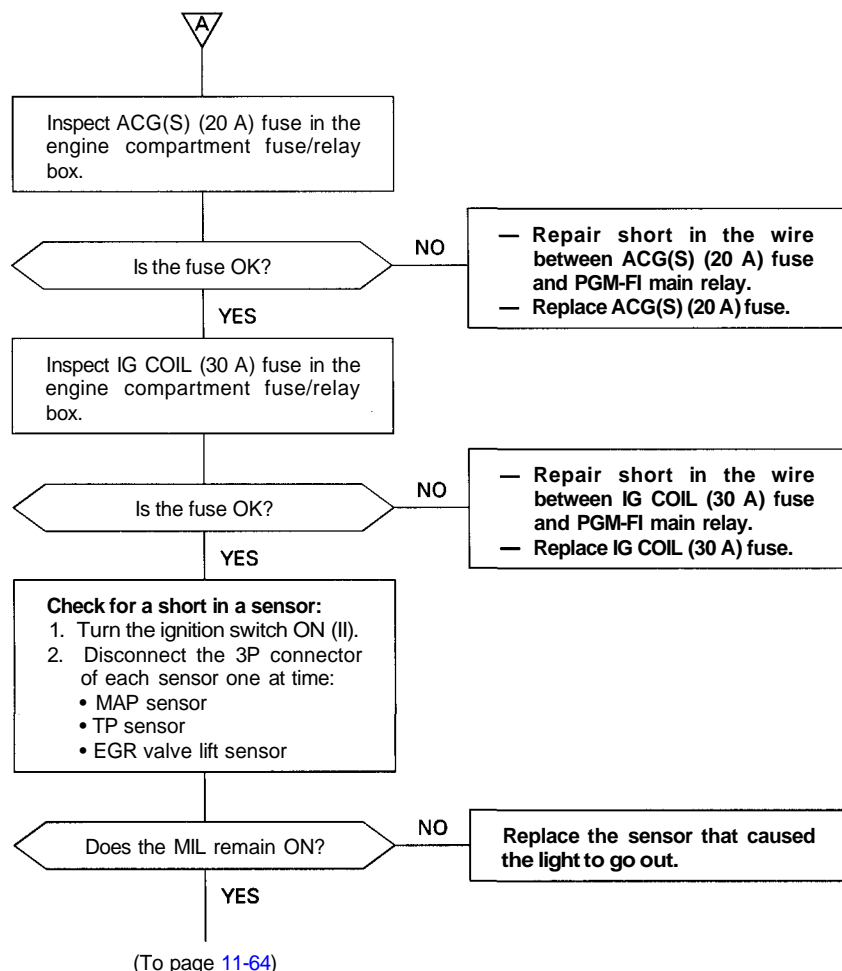 A
Inspect ACG(S) (20 A) fuse in the
engine compartment fuse/relay
box.
Is the fuse OK?
NO
— Repair short in the wire
between ACG(S) (20 A) fuse
and PGM-FI main relay.
— Replace ACG(S) (20 A) fuse.
YES
Inspect IG COIL (30 A) fuse in the
engine compartment fuse/relay
box.
Is the fuse OK?
NO
— Repair short in the wire
between IG COIL (30 A) fuse
and PGM-FI main relay.
— Replace IG COIL (30 A) fuse.
YES
Check for a short in a sensor:
1. Turn the ignition switch ON (II).
2. Disconnect the 3P connector
of each sensor one at time:
• MAP sensor
• TP sensor
• EGR valve lift sensor
Does the MIL remain ON?
NO
Replace the sensor that caused
the light to go out.
YES
(To page 11-64)